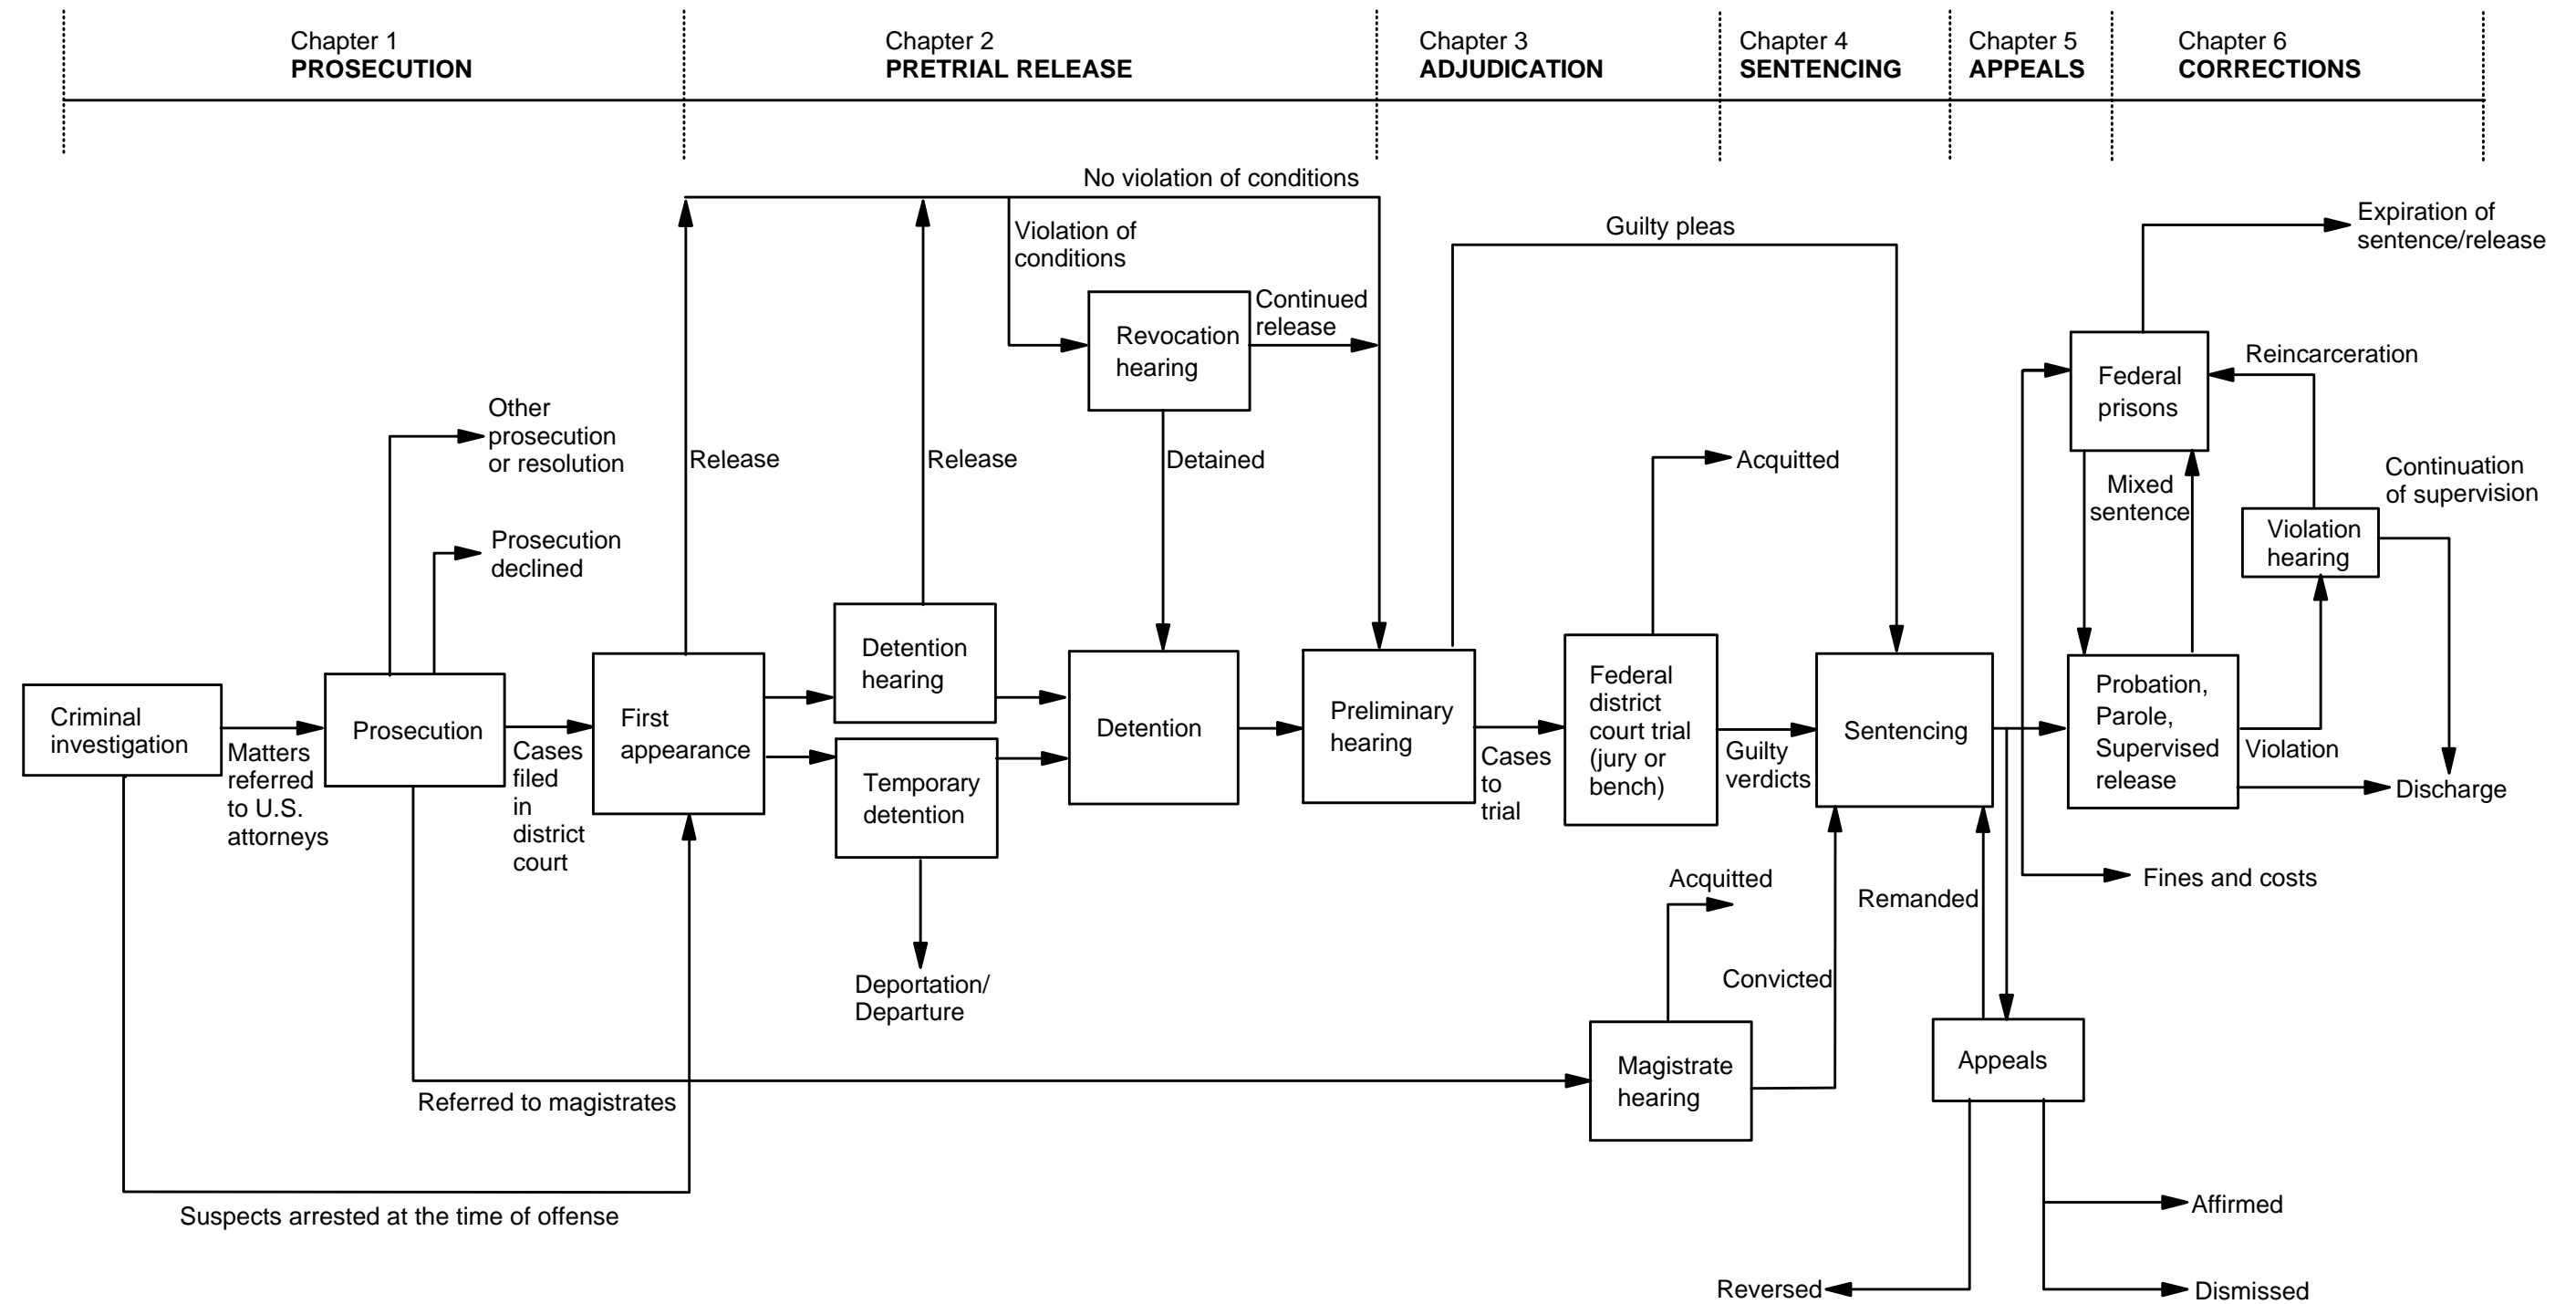 Chapter 1
PROSECUTION
Chapter 2
PRETRIAL RELEASE
Chapter 3
ADJUDICATION
Chapter 4
SENTENCING
Chapter 5
APPEALS
Chapter 6
CORRECTIONS
No violation of conditions
Violation of
conditions
Revocation
hearing
Continued
release
Guilty pleas
Expiration of
sentence/release
Reincarceration
Federal
prisons
Other
prosecution
or resolution
Release
Release
Detained
Acquitted
Mixed
sentence
Continuation
of supervision
Violation
hearing
Prosecution
declined
Criminal
investigation
Matters
referred
to U.S.
attorneys
Prosecution
Cases
filed
in
district
court
First
appearance
Detention
hearing
Temporary
detention
Detention
Preliminary
hearing
Cases
to
trial
Federal
district
court trial
(jury or
bench)
Guilty
verdicts
Sentencing
Probation,
Parole,
Supervised
release
Violation
Discharge
Fines and costs
Acquitted
Remanded
Convicted
Deportation/
Departure
Magistrate
hearing
Appeals
Referred to magistrates
Suspects arrested at the time of offense
Affirmed
Reversed
Dismissed